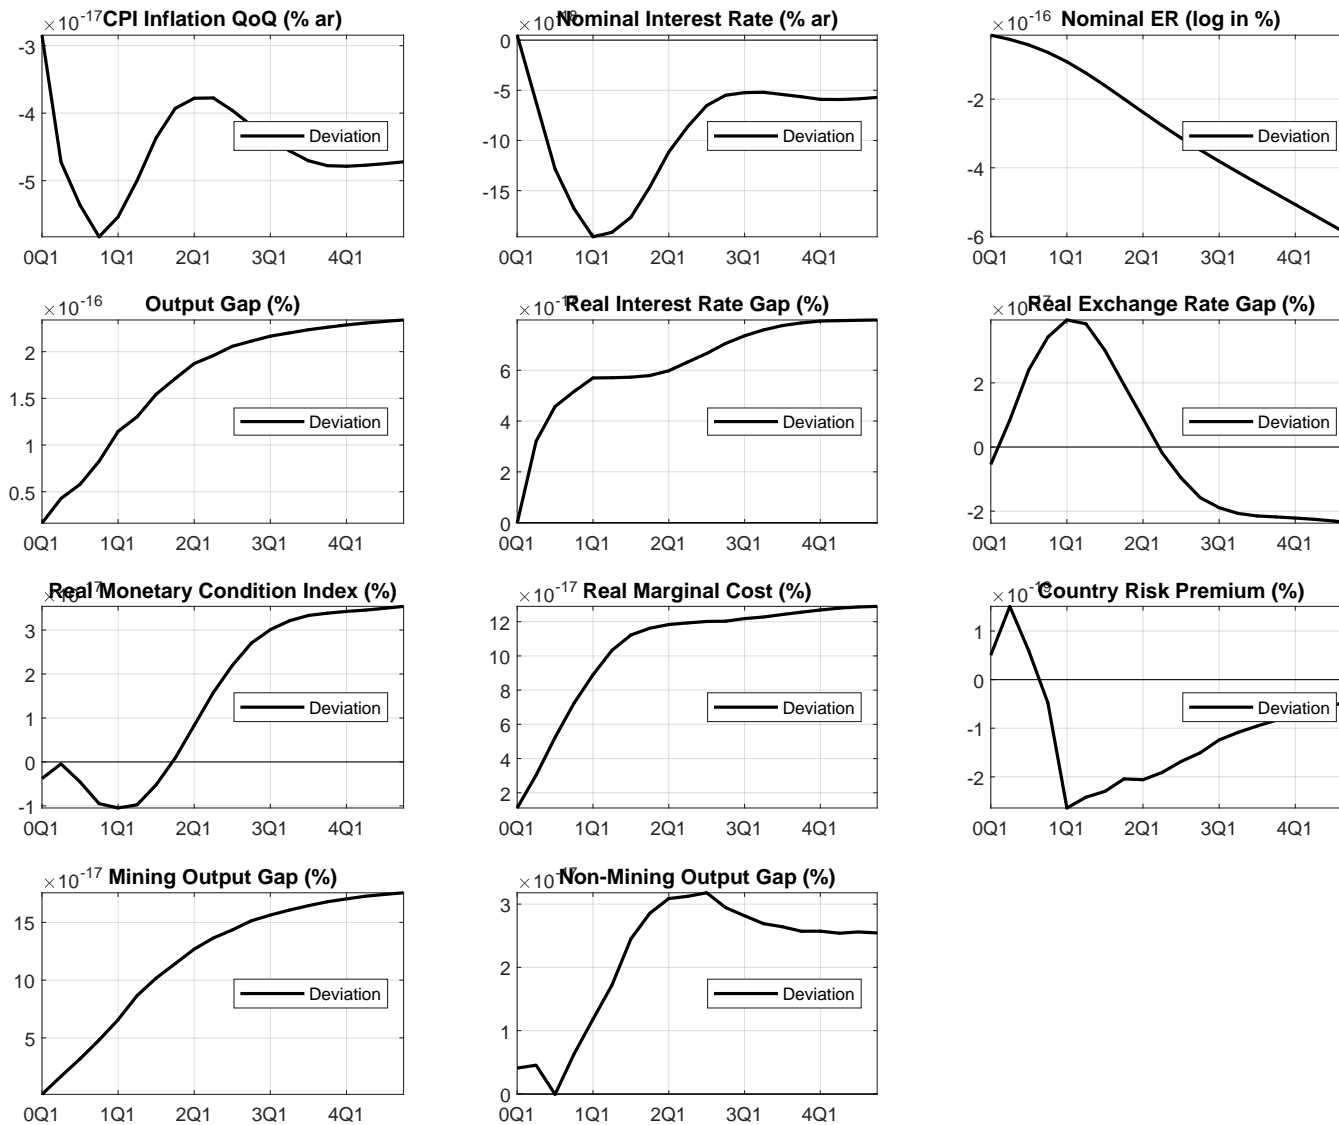 ×10-17 CPI Inflation QoQ (% ar)
-3
-4
-5
Deviation
0Q1 1Q1 2Q1 3Q1 4Q1
Nominal Interest Rate (% ar)
0
-5
-10
-15
Deviation
0Q1 1Q1 2Q1 3Q1 4Q1
×10-16 Nominal ER (log in %)
-2
-4
-6
Deviation
0Q1 1Q1 2Q1 3Q1 4Q1
×10-16 Output Gap (%)
2
1.5
1
0.5
Deviation
0Q1 1Q1 2Q1 3Q1 4Q1
Real Interest Rate Gap (%)
6
4
2
0
Deviation
0Q1 1Q1 2Q1 3Q1 4Q1
Real Exchange Rate Gap (%)
2
0
-2
Deviation
0Q1 1Q1 2Q1 3Q1 4Q1
Real Monetary Condition Index (%)
3
2
1
0
-1
Deviation
0Q1 1Q1 2Q1 3Q1 4Q1
×10-17 Real Marginal Cost (%)
12
10
8
6
4
2
Deviation
0Q1 1Q1 2Q1 3Q1 4Q1
Country Risk Premium (%)
1
0
-1
-2
Deviation
0Q1 1Q1 2Q1 3Q1 4Q1
×10-17 Mining Output Gap (%)
15
10
5
Deviation
0Q1 1Q1 2Q1 3Q1 4Q1
Non-Mining Output Gap (%)
3
2
1
0
Deviation
0Q1 1Q1 2Q1 3Q1 4Q1